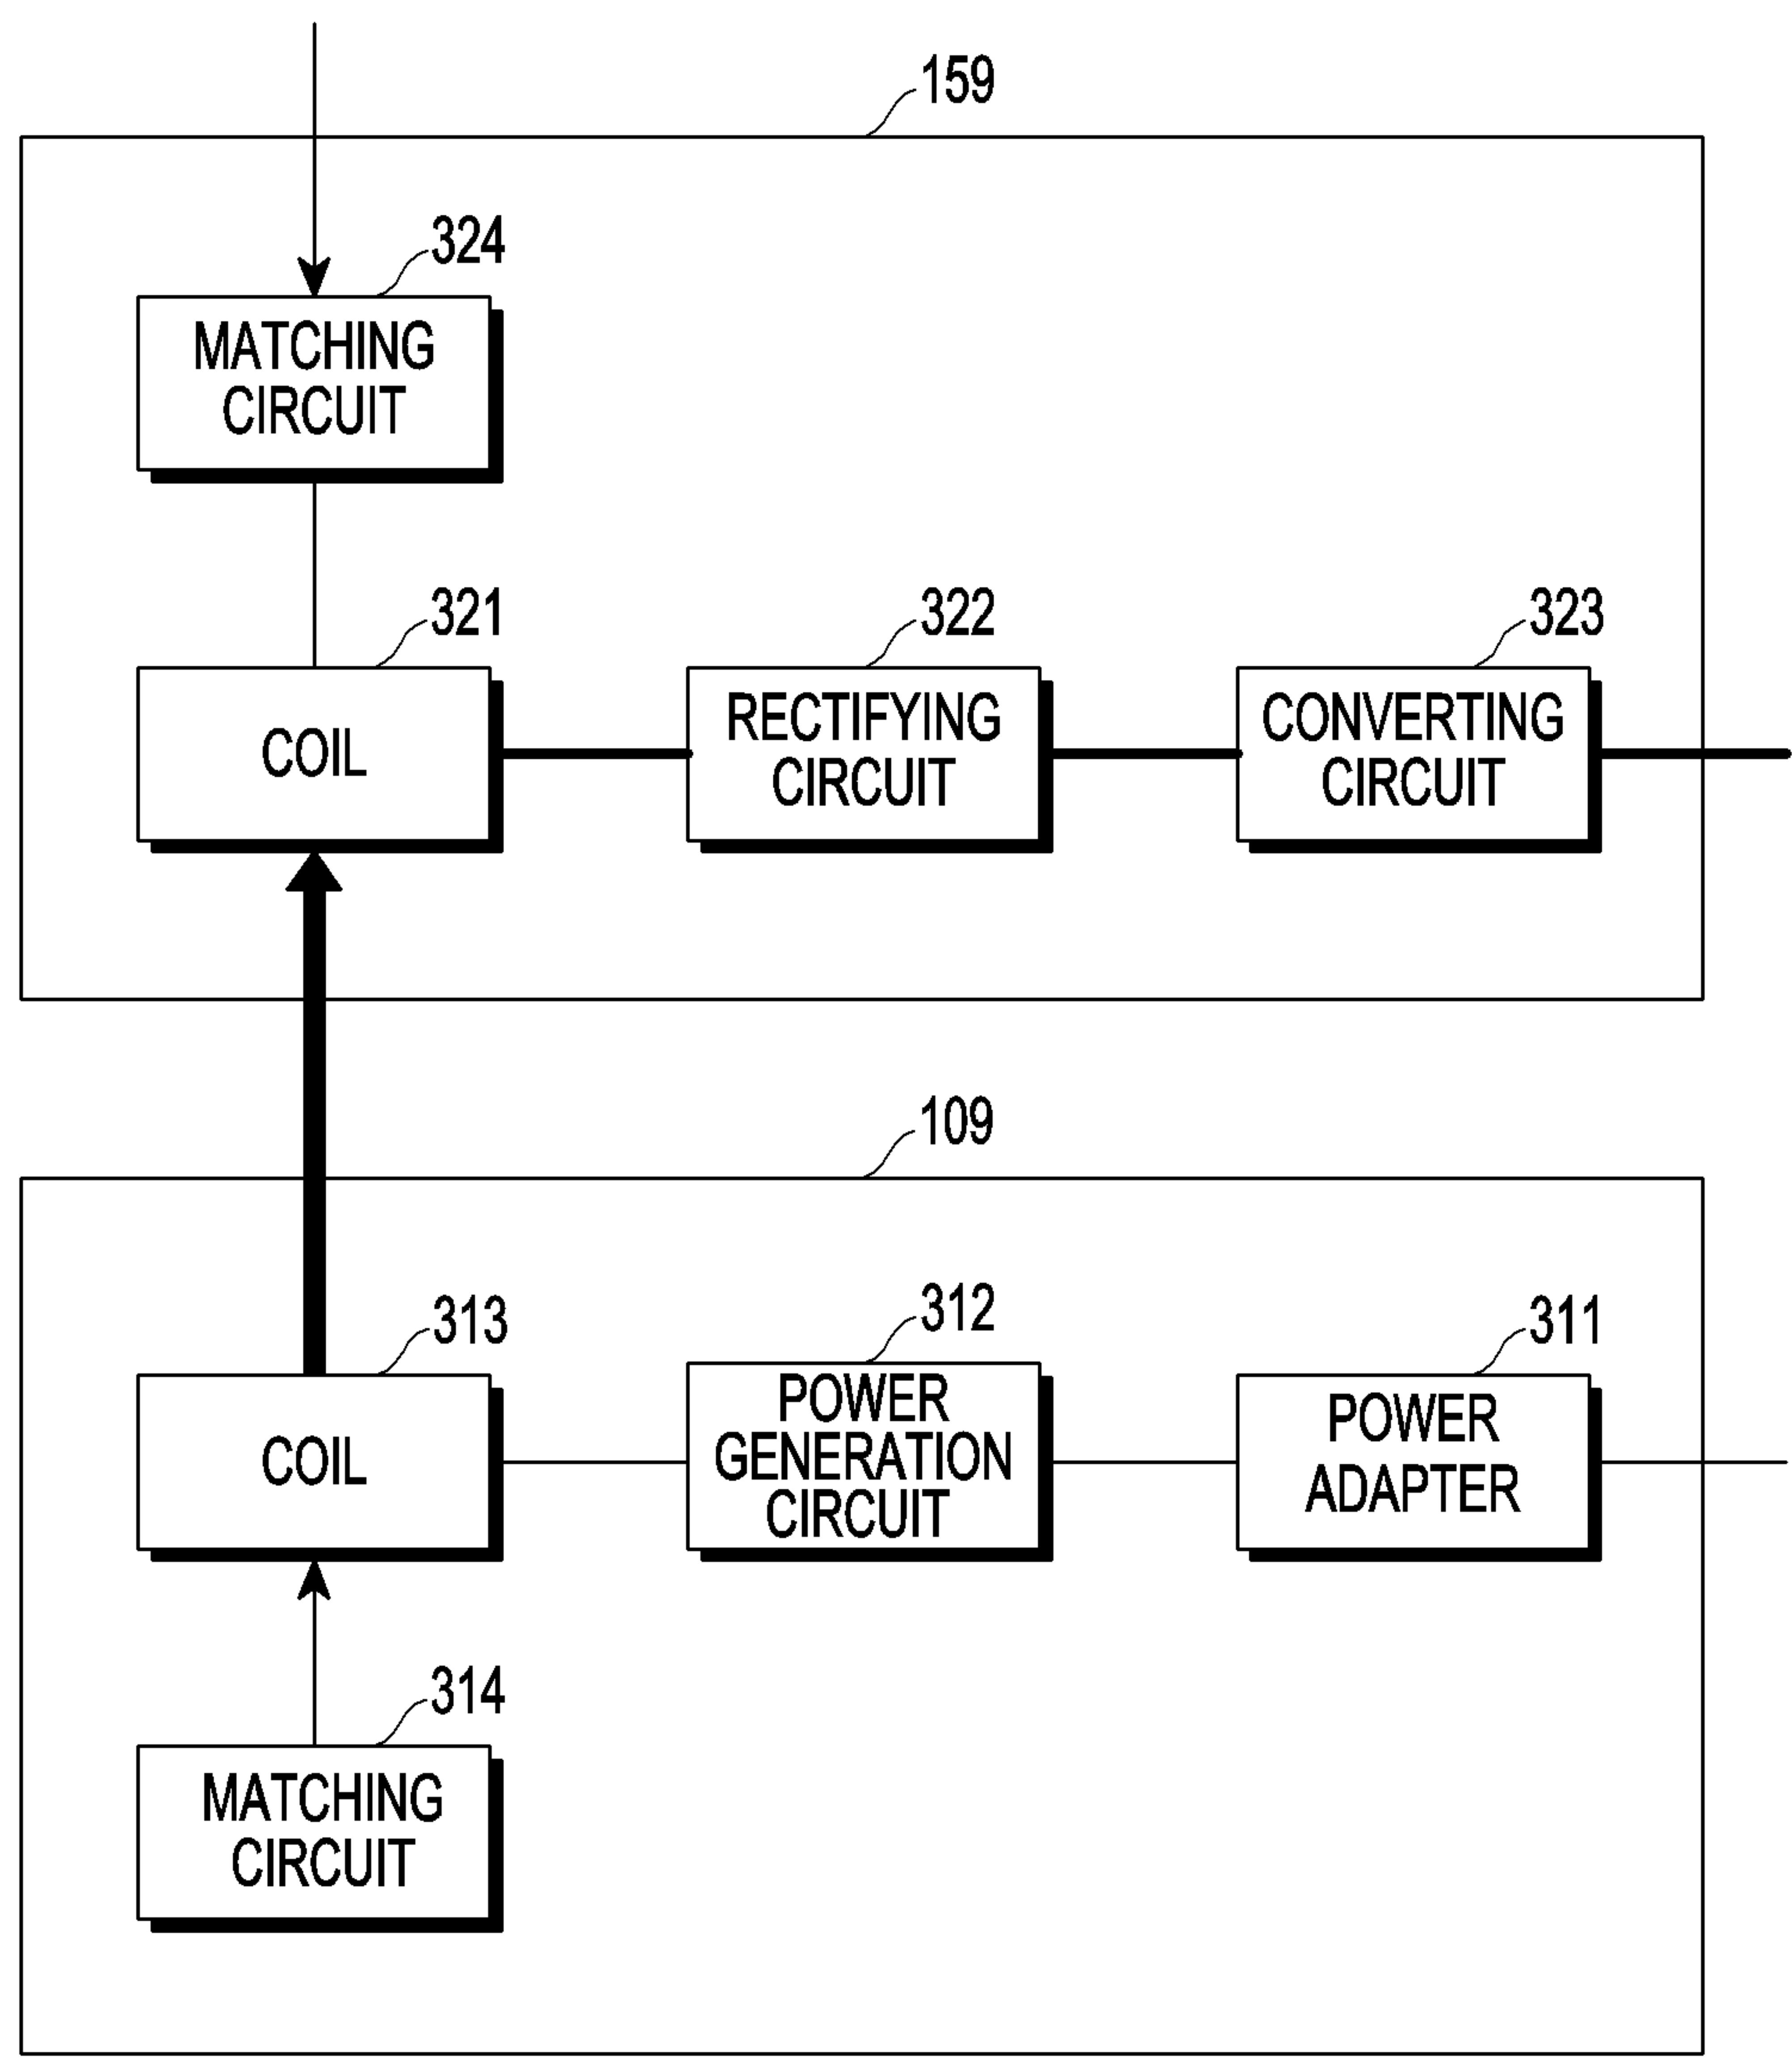 159
324
MATCHING
CIRCUIT
321
322
323
COIL
RECTIFYING
CIRCUIT
CONVERTING
CIRCUIT
109
313
312
311
COIL
POWER
GENERATION
CIRCUIT
POWER
ADAPTER
314
MATCHING
CIRCUIT